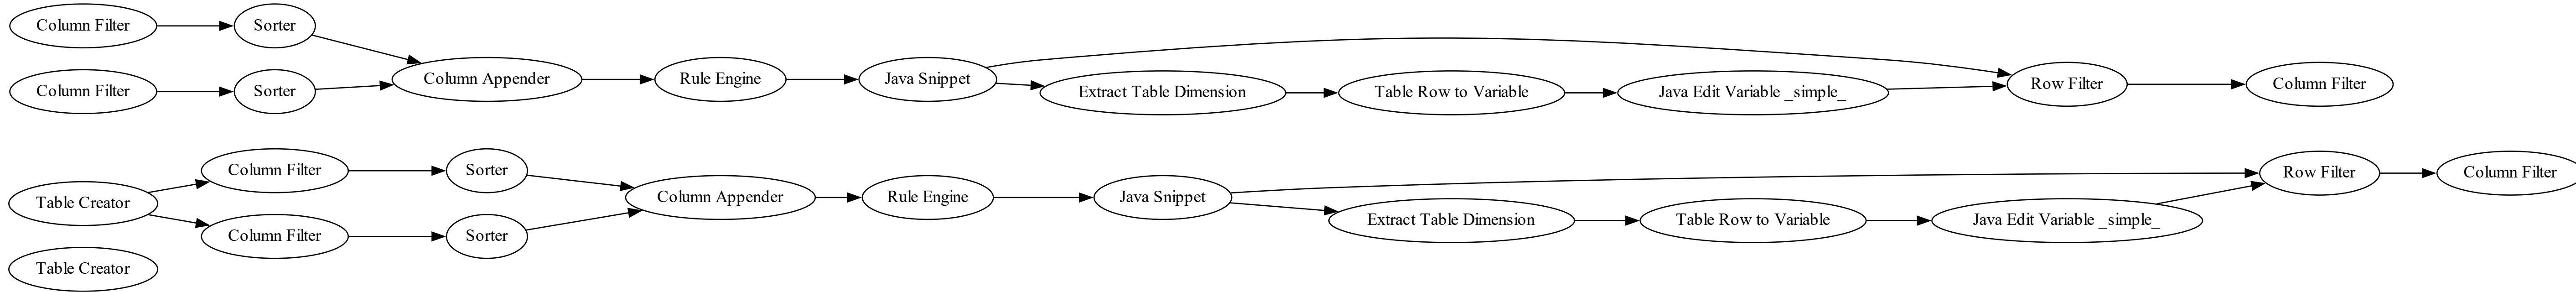 Column Filter
Sorter
Column Filter
Sorter
Column Appender
Rule Engine
Java Snippet
Extract Table Dimension
Table Row to Variable
Java Edit Variable _simple_
Row Filter
Column Filter
Table Creator
Column Filter
Sorter
Column Filter
Sorter
Column Appender
Rule Engine
Java Snippet
Extract Table Dimension
Table Row to Variable
Java Edit Variable _simple_
Row Filter
Column Filter
Table Creator